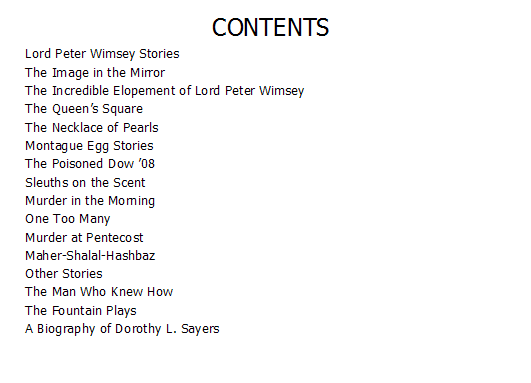 CONTENTS
Lord Peter Wimsey Stories
The Image in the Mirror
The Incredible Elopement of Lord Peter Wimsey
The Queen’s Square
The Necklace of Pearls
Montague Egg Stories
The Poisoned Dow ’08
Sleuths on the Scent
Murder in the Morning
One Too Many
Murder at Pentecost
Maher-Shalal-Hashbaz
Other Stories
The Man Who Knew How
The Fountain Plays
A Biography of Dorothy L. Sayers